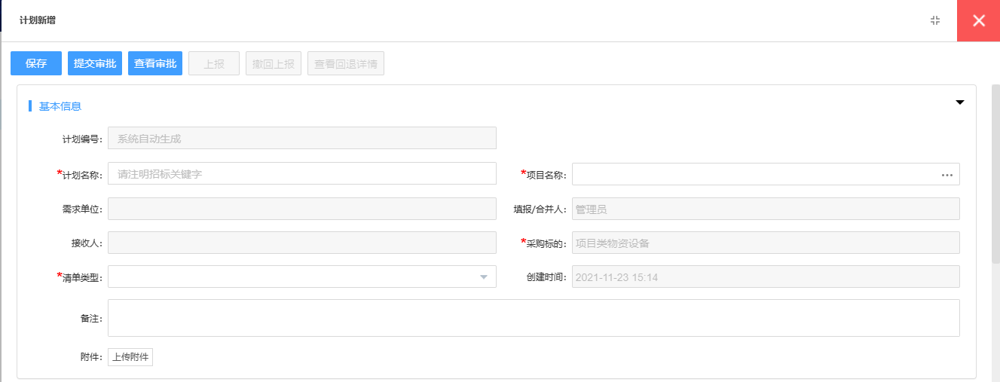 计划新增
保存 提交审批 查看审批 上报 撤回上报 查看回退详情
基本信息
计划编号: 系统自动生成
*计划名称: 请注明招标关键字 *项目名称:
需求单位: 填报/合并人: 管理员
接收人: *采购标的: 项目类物资设备
*清单类型: 创建时间: 2021-11-23 15:14
备注:
附件: 上传附件